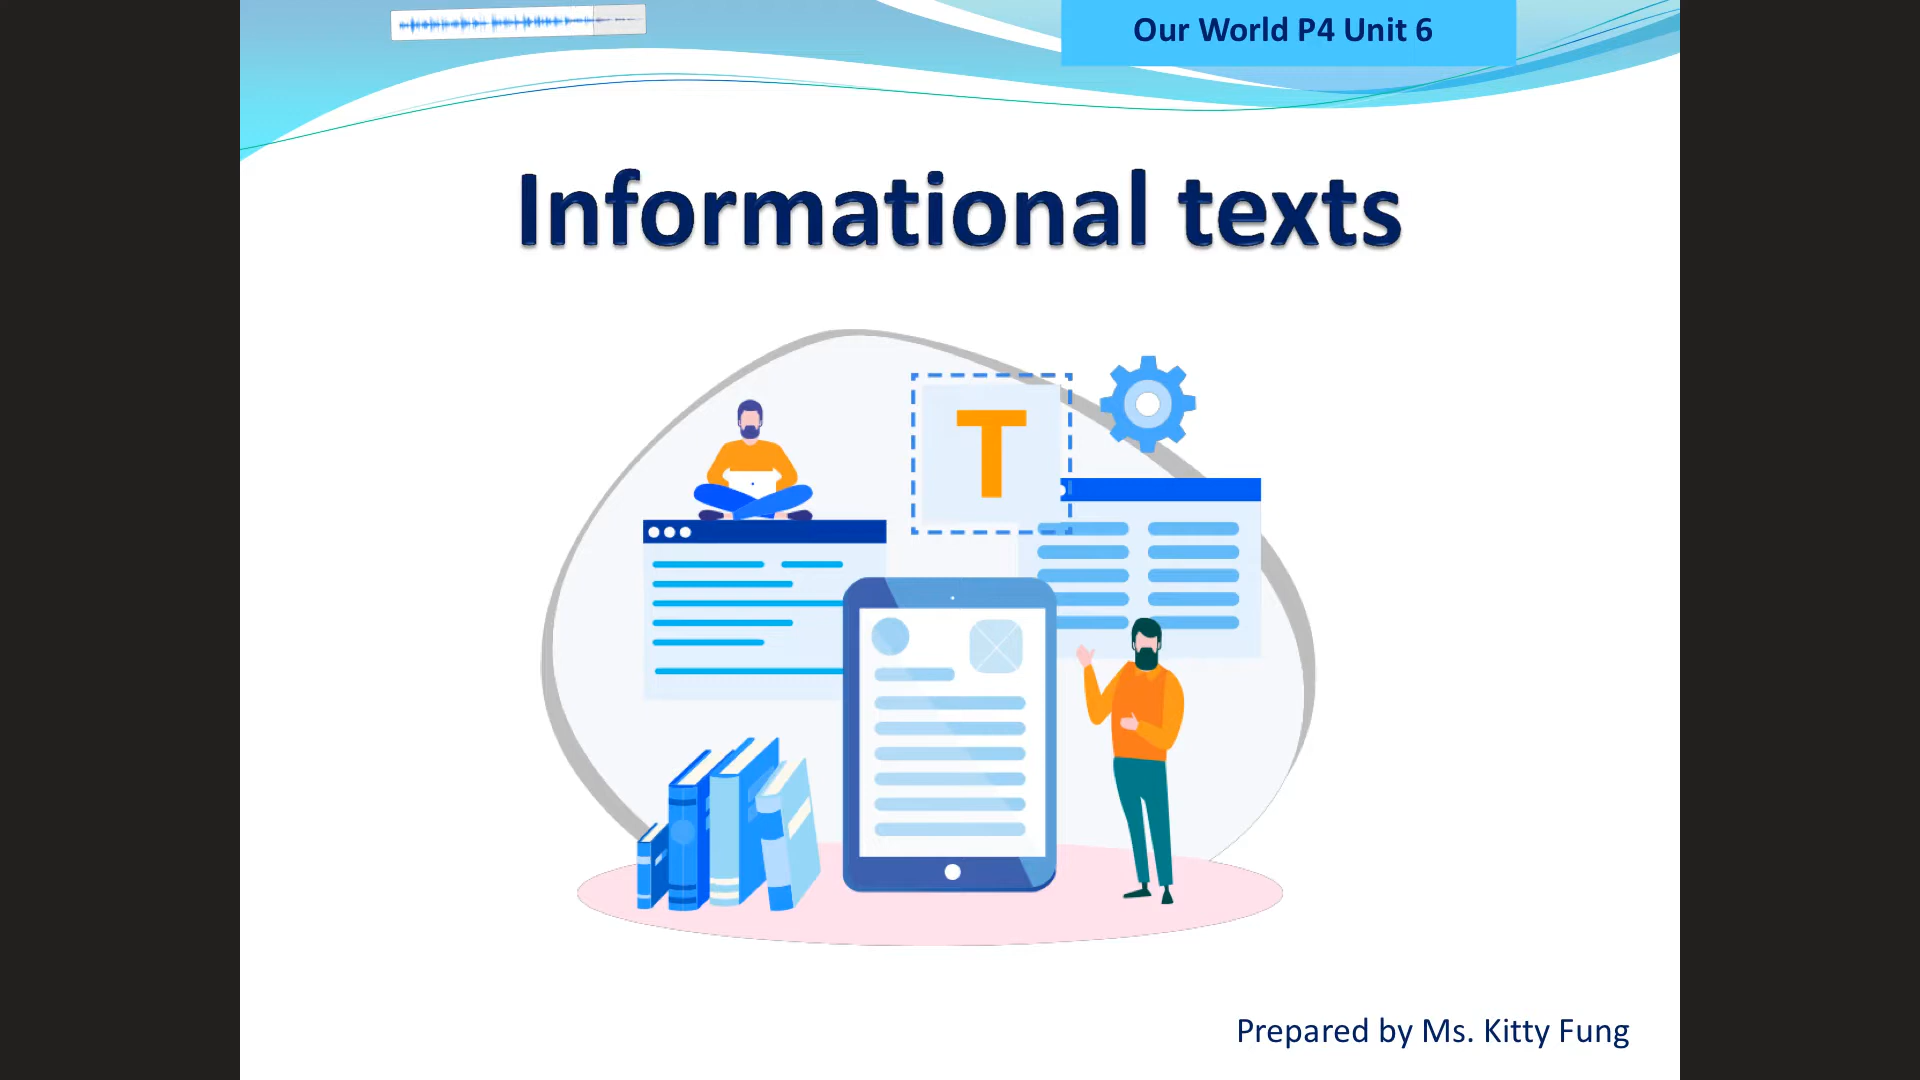 Our World P4 Unit 6
Informational texts
T
Prepared by Ms. Kitty Fung